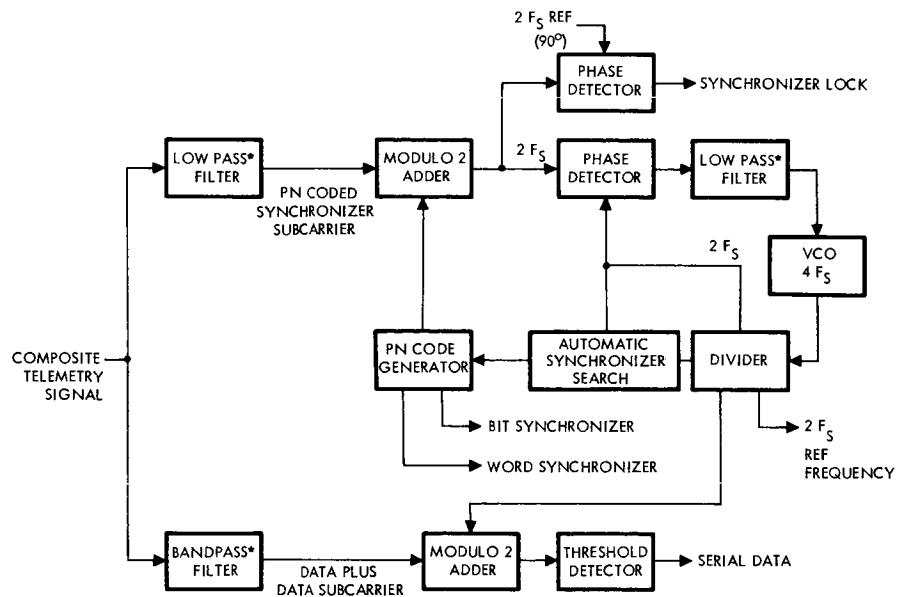 2 F_S REF
(90°)
PHASE
DETECTOR
SYNCHRONIZER LOCK
LOW PASS*
FILTER
PN CODED
SYNCHRONIZER
SUBCARRIER
MODULO 2
ADDER
2 F_S
PHASE
DETECTOR
LOW PASS*
FILTER
VCO
4 F_S
2 F_S
COMPOSITE
TELEMETRY
SIGNAL
PN CODE
GENERATOR
AUTOMATIC
SYNCHRONIZER
SEARCH
DIVIDER
BIT SYNCHRONIZER
WORD SYNCHRONIZER
2 F_S
REF
FREQUENCY
BANDPASS*
FILTER
DATA PLUS
DATA SUBCARRIER
MODULO 2
ADDER
THRESHOLD
DETECTOR
SERIAL DATA